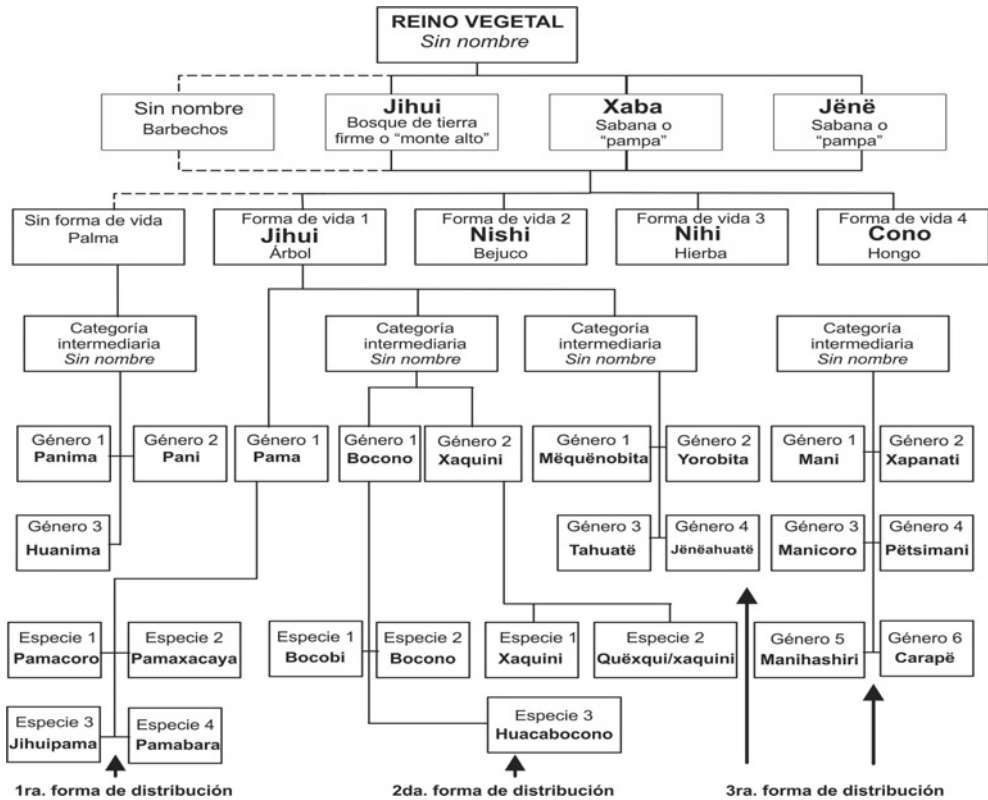 REINO VEGETAL
Sin nombre
Sin nombre
Barbechos
Jihui
Bosque de tierra
firme o “monte alto”
Xaba
Sabana o
“pampa”
Jënë
Sabana o
“pampa”
Sin forma de vida
Palma
Forma de vida 1
Jihui
Árbol
Forma de vida 2
Nishi
Bejuco
Forma de vida 3
Nihi
Hierba
Forma de vida 4
Cono
Hongo
Categoría
intermediaria
Sin nombre
Categoría
intermediaria
Sin nombre
Categoría
intermediaria
Sin nombre
Categoría
intermediaria
Sin nombre
Género 1
Panima
Género 2
Pani
Género 1
Pama
Género 1
Bocono
Género 2
Xaquini
Género 1
Mëquënobita
Género 2
Yorobita
Género 1
Mani
Género 2
Xapanati
Género 3
Huanima
Género 3
Tahuatë
Género 4
Jënëahuatë
Género 3
Manicoro
Género 4
Pëtsimani
Especie 1
Pamacoro
Especie 2
Pamaxacaya
Especie 1
Bocobi
Especie 2
Bocono
Especie 1
Xaquini
Especie 2
Quëxqui/xaquini
Género 5
Manihashiri
Género 6
Carapë
Especie 3
Jihuipama
Especie 4
Pamabara
Especie 3
Huacabocono
1ra. forma de distribución
2da. forma de distribución
3ra. forma de distribución